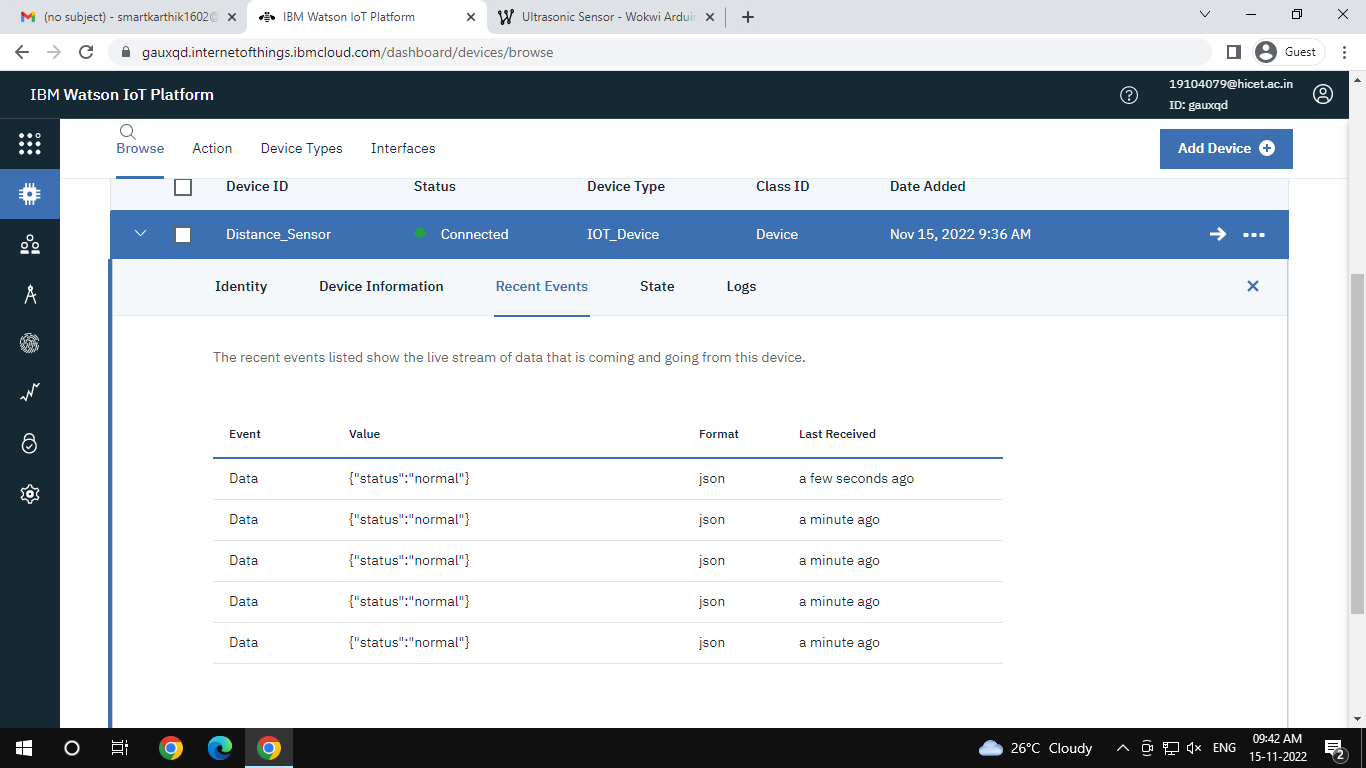 (no subject) - smartkarthik1602@
IBM Watson IoT Platform
Ultrasonic Sensor - Wokwi Ardui
gauxqd.internetofthings.ibmcloud.com/dashboard/devices/browse
Guest
IBM Watson IoT Platform
19104079@hicet.ac.in
ID: gauxqd
Browse Action Device Types Interfaces
Add Device
Device ID Status Device Type Class ID Date Added
Distance_Sensor Connected IOT_Device Device Nov 15, 2022 9:36 AM
Identity Device Information Recent Events State Logs
The recent events listed show the live stream of data that is coming and going from this device.
Event Value Format Last Received
Data {"status":"normal"} json a few seconds ago
Data {"status":"normal"} json a minute ago
Data {"status":"normal"} json a minute ago
Data {"status":"normal"} json a minute ago
Data {"status":"normal"} json a minute ago
26°C Cloudy
ENG
09:42 AM
15-11-2022
2